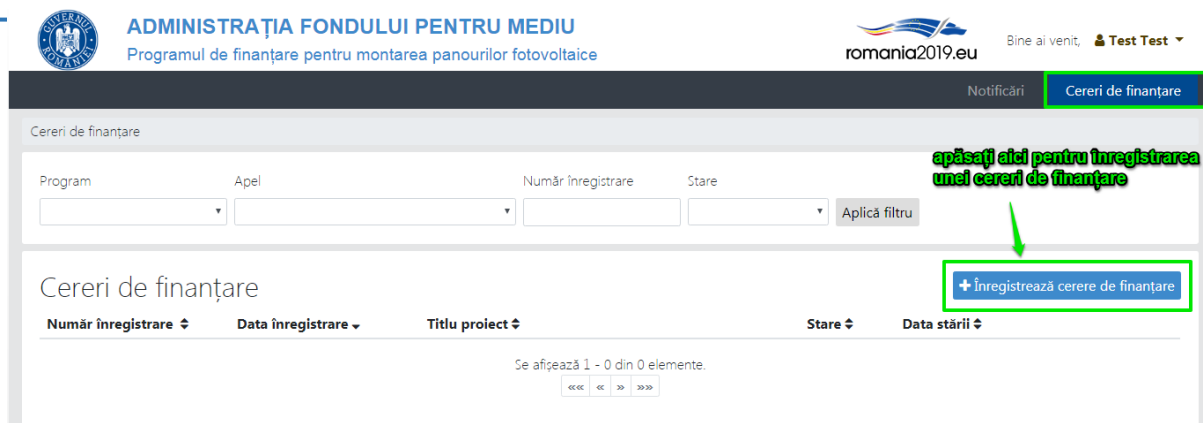 GUVERNUL ROMÂNIEI
ADMINISTRAȚIA FONDULUI PENTRU MEDIU
Programul de finanțare pentru montarea panourilor fotovoltaice
romania2019.eu
Bine ai venit, Test Test
Notificări Cereri de finanțare
Cereri de finanțare
apăsați aici pentru înregistrarea
unei cereri de finanțare
Program Apel Număr înregistrare Stare
Aplică filtru
Cereri de finanțare
+ Înregistrează cerere de finanțare
Număr înregistrare Data înregistrare Titlu proiect Stare Data stării
Se afișează 1 - 0 din 0 elemente.
«« « » »»